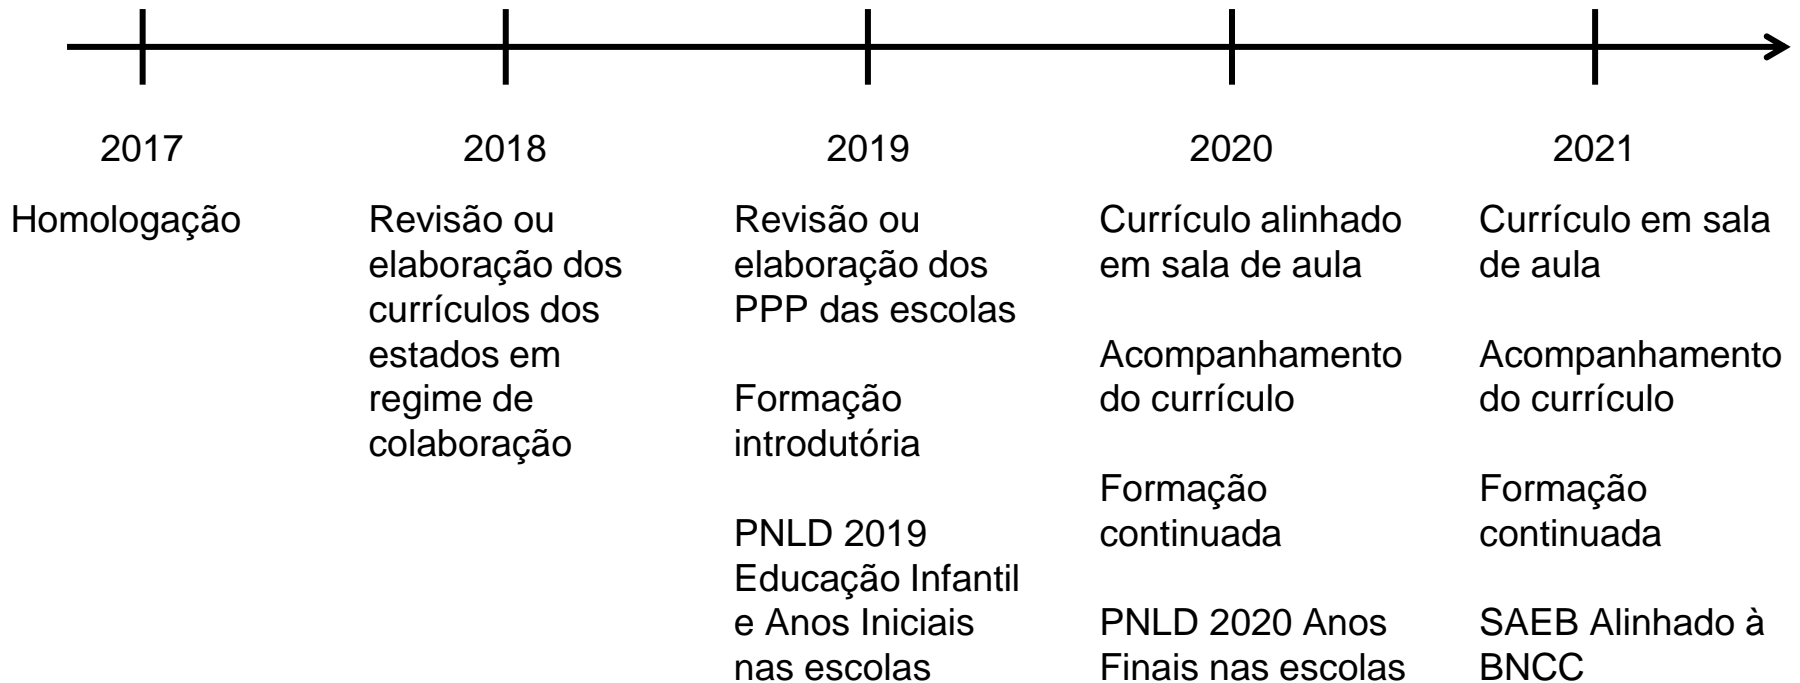 2017
Homologação
2018
Revisão ou
elaboração dos
currículos dos
estados em
regime de
colaboração
2019
Revisão ou
elaboração dos
PPP das escolas
Formação
introdutória
PNLD 2019
Educação Infantil
e Anos Iniciais
nas escolas
2020
Currículo alinhado
em sala de aula
Acompanhamento
do currículo
Formação
continuada
PNLD 2020 Anos
Finais nas escolas
2021
Currículo em sala
de aula
Acompanhamento
do currículo
Formação
continuada
SAEB Alinhado à
BNCC